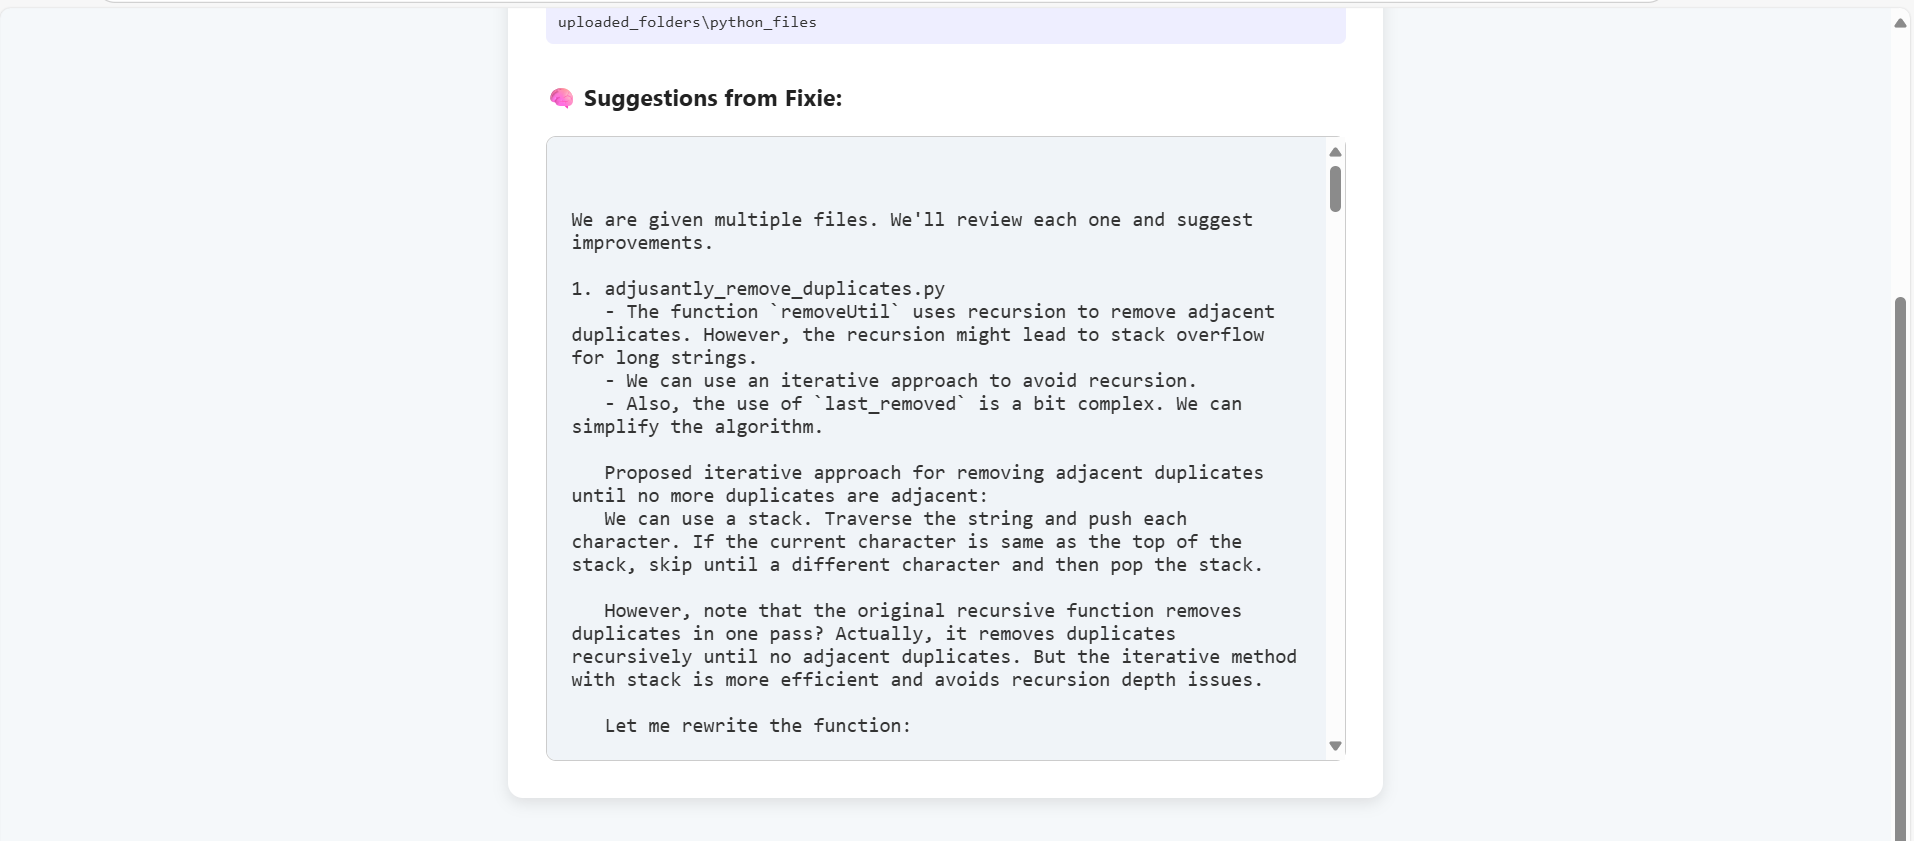 uploaded_folders\python_files
🧠 Suggestions from Fixie:
We are given multiple files. We'll review each one and suggest
improvements.
1. adjusantly_remove_duplicates.py
- The function `removeUtil` uses recursion to remove adjacent
duplicates. However, the recursion might lead to stack overflow
for long strings.
- We can use an iterative approach to avoid recursion.
- Also, the use of `last_removed` is a bit complex. We can
simplify the algorithm.
Proposed iterative approach for removing adjacent duplicates
until no more duplicates are adjacent:
We can use a stack. Traverse the string and push each
character. If the current character is same as the top of the
stack, skip until a different character and then pop the stack.
However, note that the original recursive function removes
duplicates in one pass? Actually, it removes duplicates
recursively until no adjacent duplicates. But the iterative method
with stack is more efficient and avoids recursion depth issues.
Let me rewrite the function: